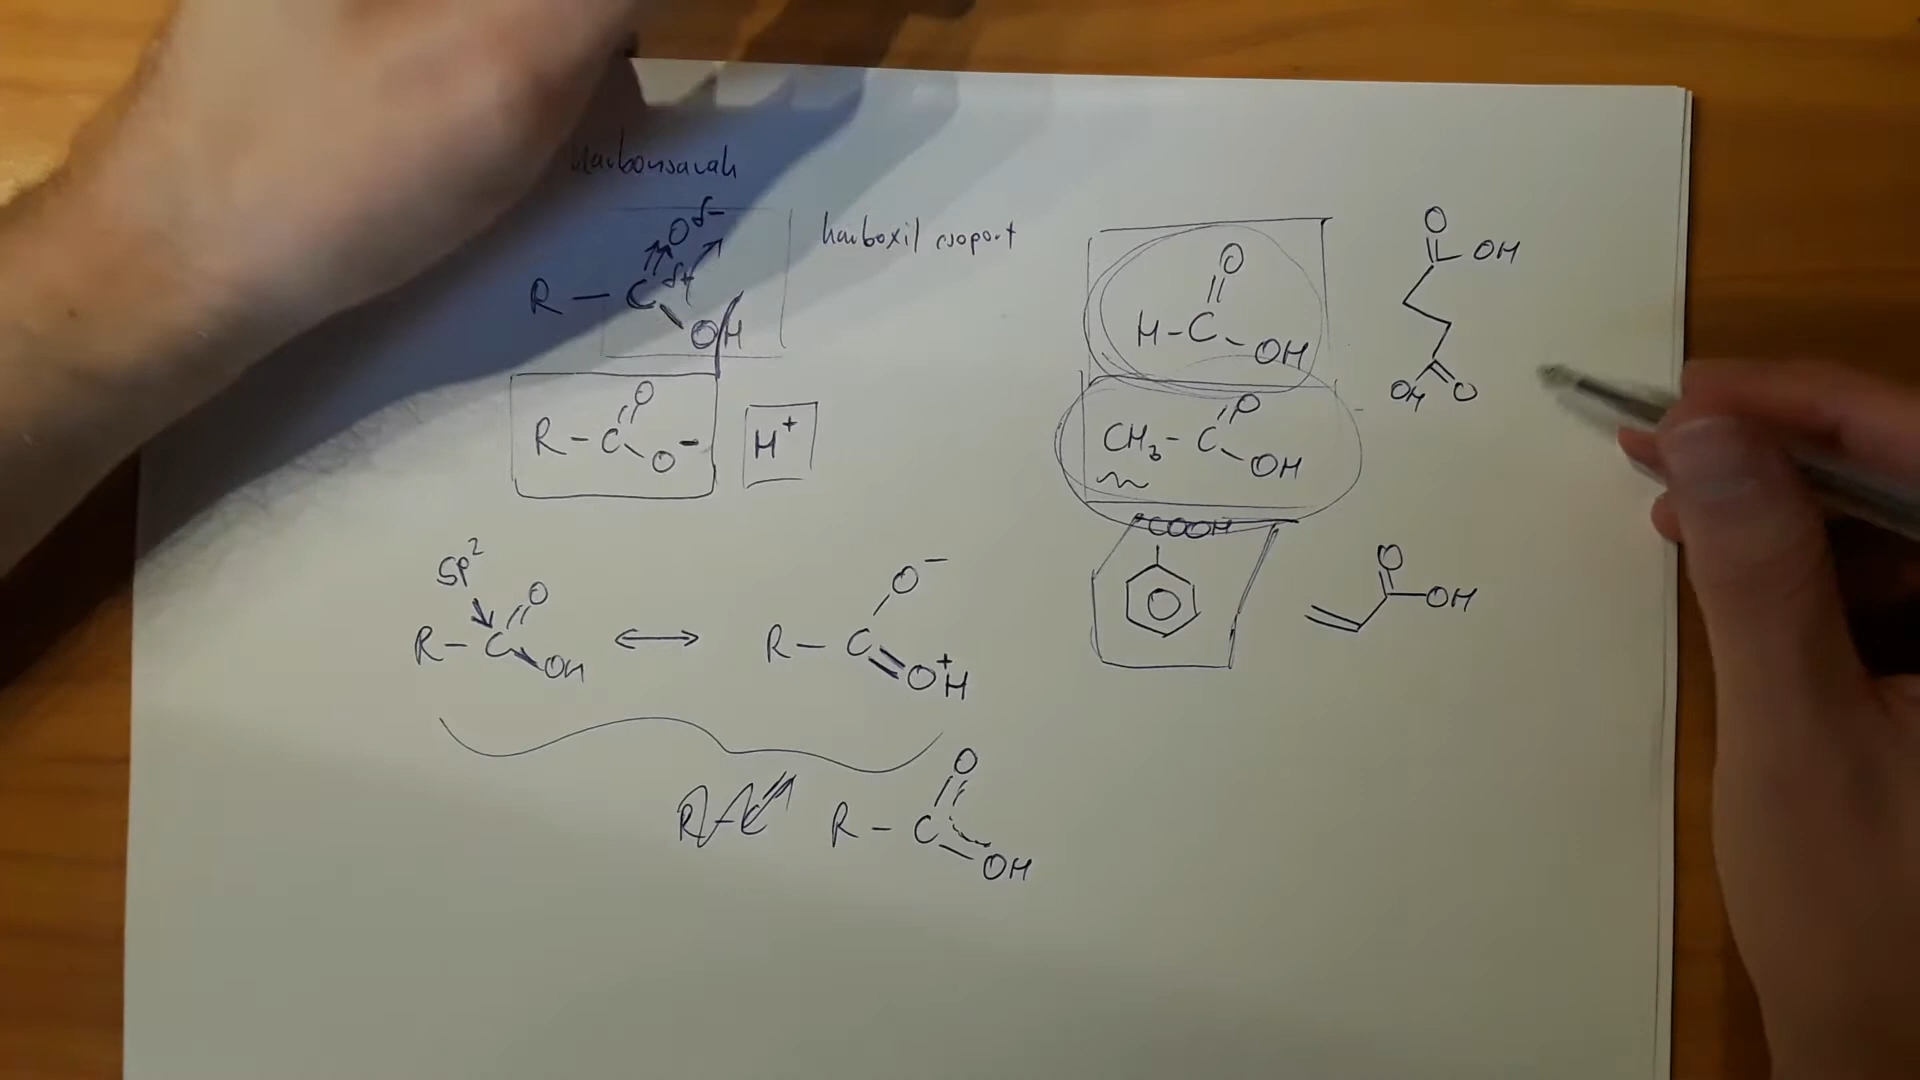 karbonsavak
O δ-
R — C δ+
OH
karboxil csoport
O
R - C
O -
H+
sp2
O
R - C
OH
O-
R — C
O+H
R - C
O
R - C
OH
O
H - C
OH
O
CH3 - C
OH
COOH
O
OH
OH O
O
OH